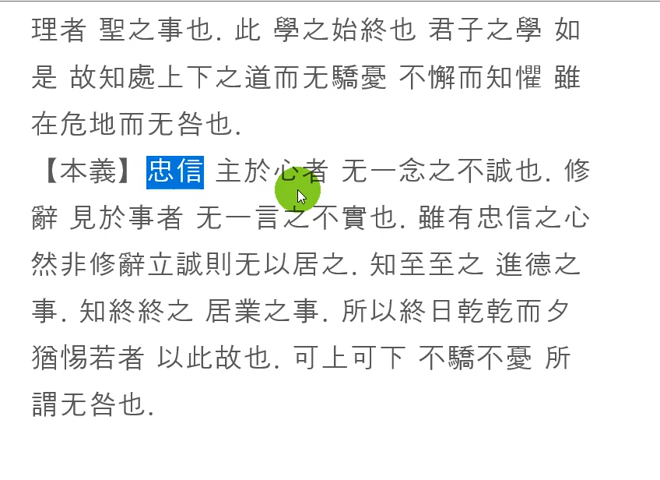 理者 聖之事也. 此 學之始終也 君子之學 如
是 故知處上下之道而无驕憂 不懈而知懼 雖
在危地而无咎也.
【本義】忠信 主於心者 无一念之不誠也. 修
辭 見於事者 无一言之不實也. 雖有忠信之心
然非修辭立誠則无以居之. 知至至之 進德之
事. 知終終之 居業之事. 所以終日乾乾而夕
猶惕若者 以此故也. 可上可下 不驕不憂 所
謂无咎也.